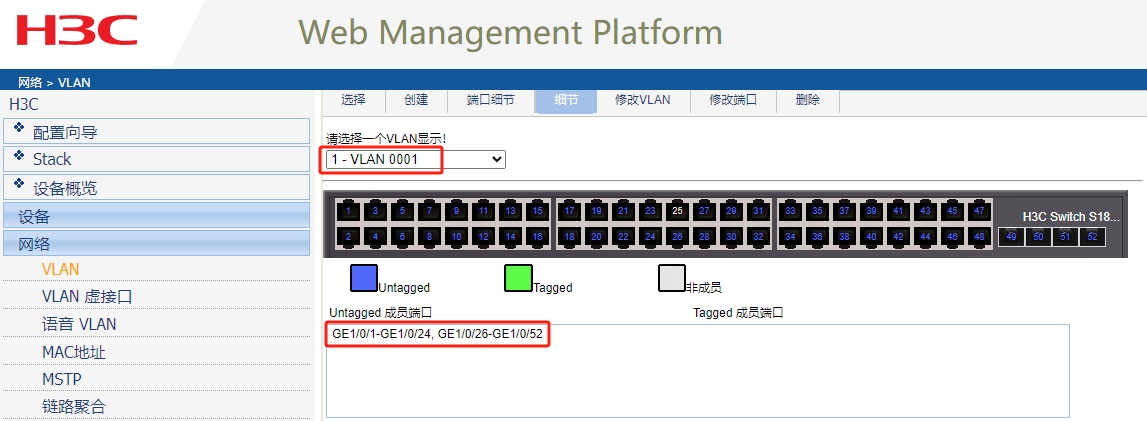 H3C
Web Management Platform
网络 > VLAN
H3C
配置向导
Stack
设备概览
设备
网络
VLAN
VLAN 虚接口
语音 VLAN
MAC地址
MSTP
链路聚合
选择 创建 端口细节 细节 修改VLAN 修改端口 删除
请选择一个VLAN显示!
1 - VLAN 0001
1 3 5 7 9 11 13 15 17 19 21 23 25 27 29 31 33 35 37 39 41 43 45 47
H3C Switch S18...
2 4 6 8 10 12 14 16 18 20 22 24 26 28 30 32 34 36 38 40 42 44 46 48 49 50 51 52
Untagged Tagged 非成员
Untagged 成员端口 Tagged 成员端口
GE1/0/1-GE1/0/24, GE1/0/26-GE1/0/52